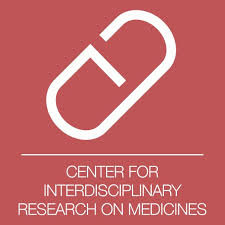 CENTER FOR
INTERDISCIPLINARY
RESEARCH ON MEDICINES